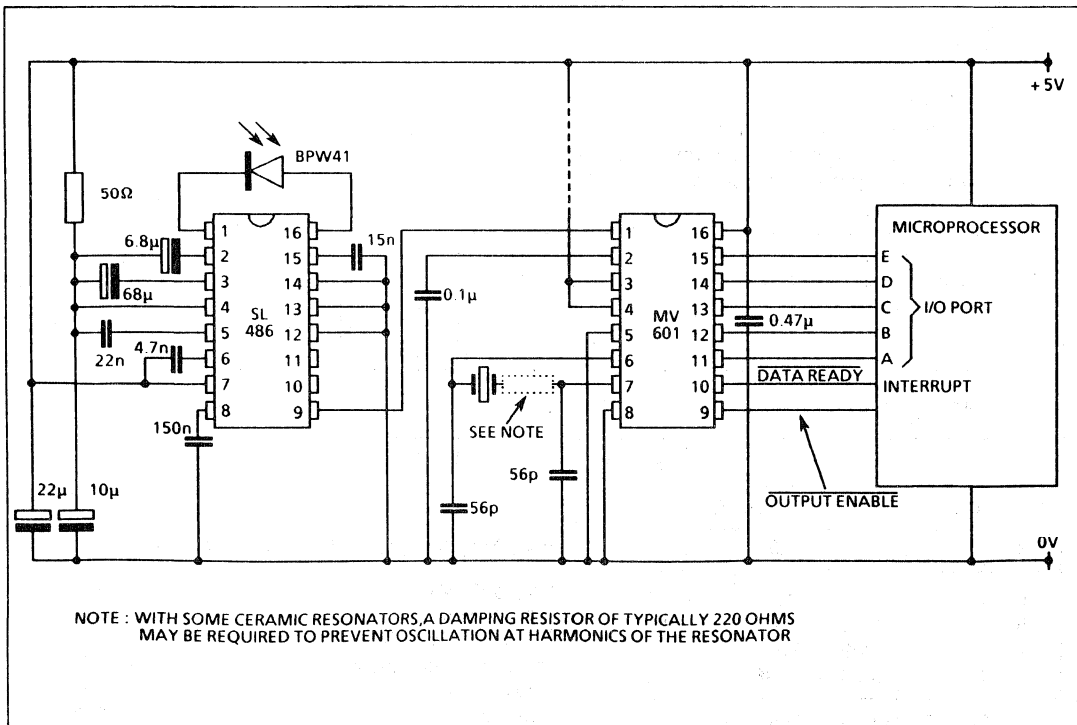 + 5V
BPW41
50Ω
MICROPROCESSOR
1
16
1
16
6.8µ
2
15
15n
2
15
E
3
14
3
14
D
68µ
0.1µ
I/O PORT
4
SL
486
13
4
MV
601
13
C
5
12
5
12
B
0.47µ
22n
4.7n
6
11
6
11
A
DATA READY
7
10
7
10
INTERRUPT
8
9
8
9
SEE NOTE
150n
56p
22µ
10µ
56p
OUTPUT ENABLE
0V
NOTE : WITH SOME CERAMIC RESONATORS,A DAMPING RESISTOR OF TYPICALLY 220 OHMS
MAY BE REQUIRED TO PREVENT OSCILLATION AT HARMONICS OF THE RESONATOR